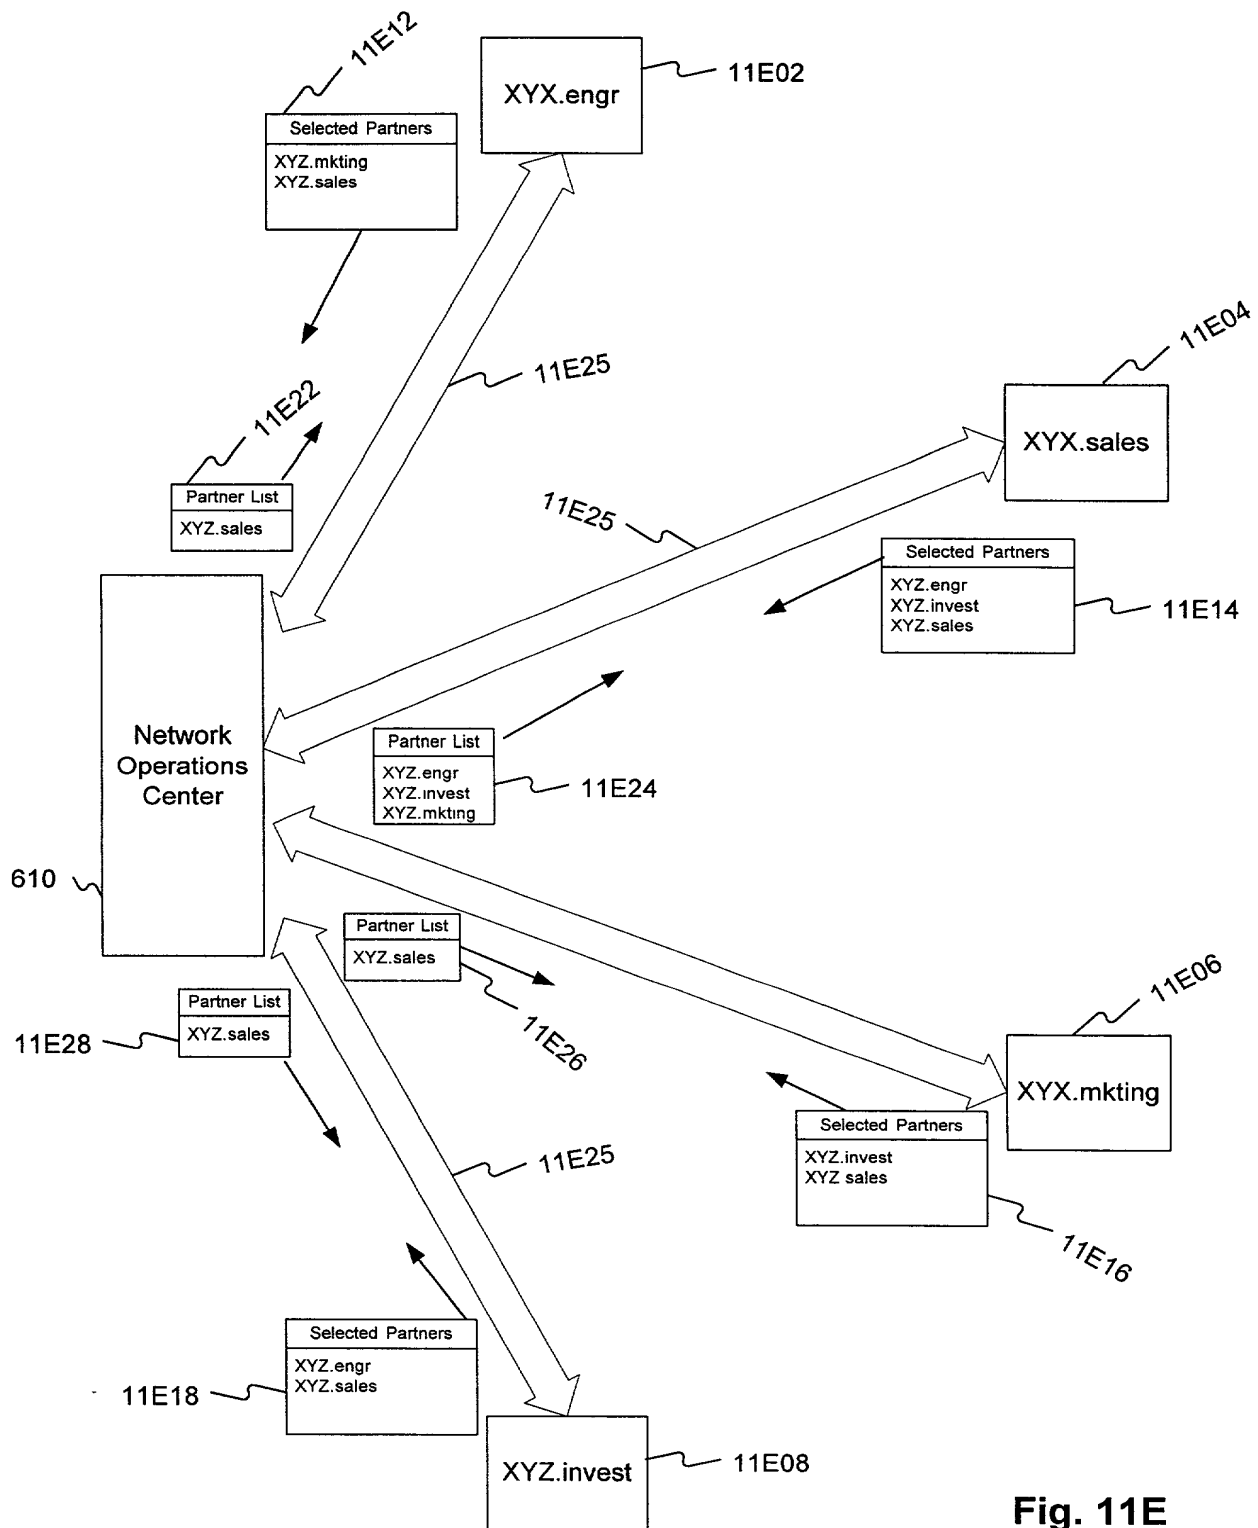 11E12
XYX.engr
11E02
Selected Partners
XYZ.mkting
XYZ.sales
11E25
11E04
11E22
XYX.sales
Partner List
XYZ.sales
11E25
Selected Partners
XYZ.engr
XYZ.invest
XYZ.sales
11E14
Network
Operations
Center
Partner List
XYZ.engr
XYZ.invest
XYZ.mkting
11E24
610
Partner List
XYZ.sales
11E26
11E06
Partner List
XYZ.sales
11E28
XYX.mkting
Selected Partners
XYZ.invest
XYZ sales
11E16
11E25
Selected Partners
XYZ.engr
XYZ.sales
11E18
XYZ.invest
11E08
Fig. 11E